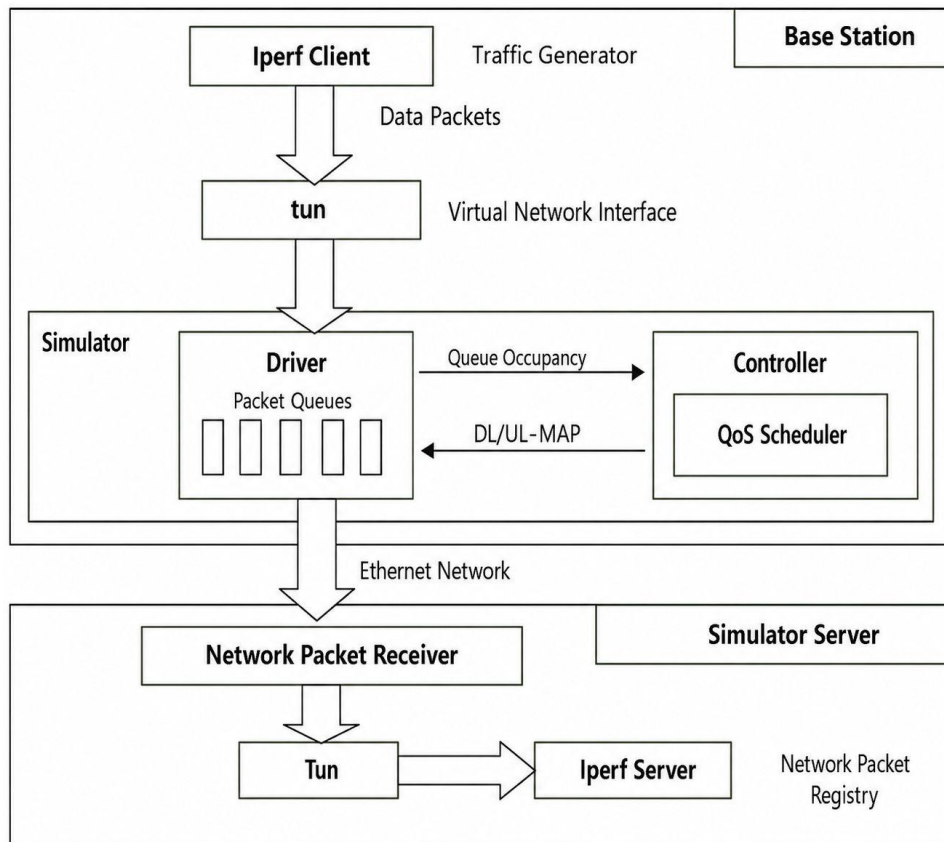 Base Station
Iperf Client
Traffic Generator
Data Packets
tun
Virtual Network Interface
Simulator
Driver
Packet Queues
Queue Occupancy
DL/UL-MAP
Controller
QoS Scheduler
Ethernet Network
Simulator Server
Network Packet Receiver
Tun
Iperf Server
Network Packet
Registry